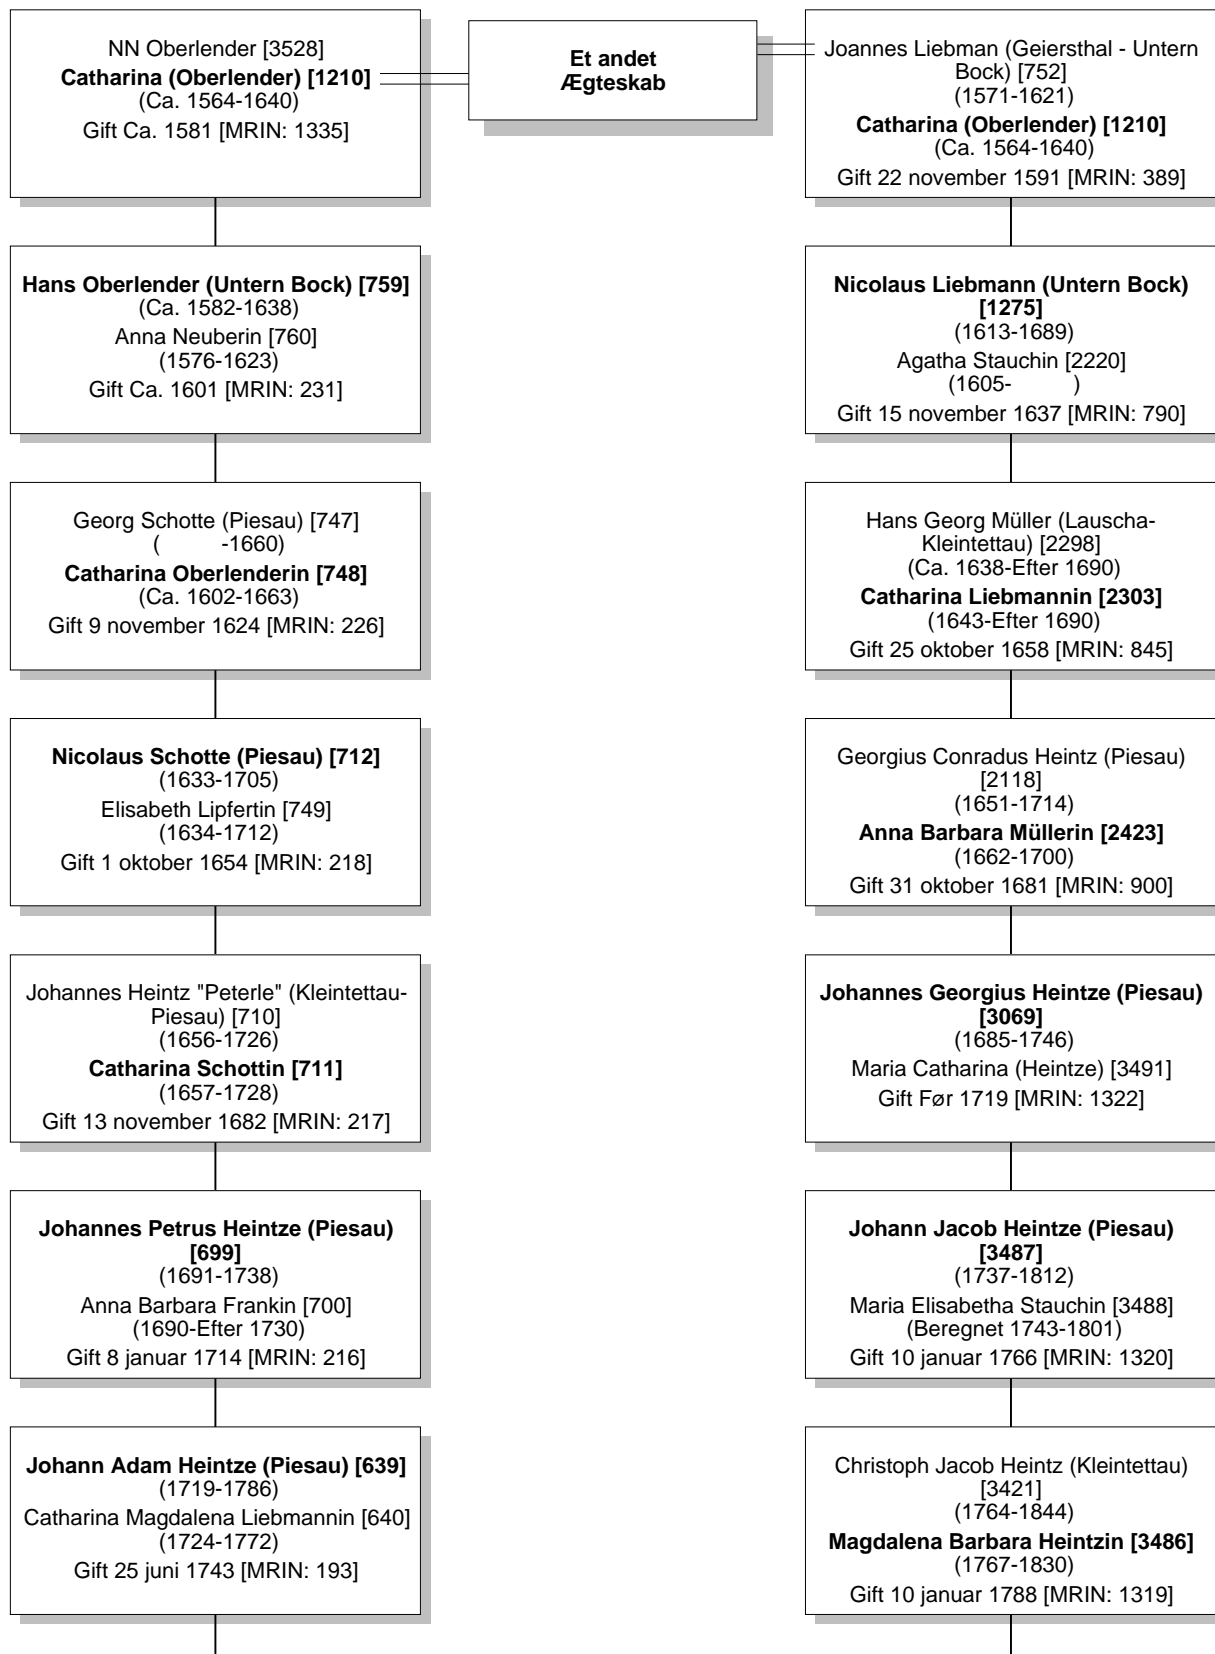 NN Oberlender [3528]
Catharina (Oberlender) [1210]
(Ca. 1564-1640)
Gift Ca. 1581 [MRIN: 1335]
Et andet
Ægteskab
Joannes Liebman (Geiersthal - Untern
Bock) [752]
(1571-1621)
Catharina (Oberlender) [1210]
(Ca. 1564-1640)
Gift 22 november 1591 [MRIN: 389]
Hans Oberlender (Untern Bock) [759]
(Ca. 1582-1638)
Anna Neuberin [760]
(1576-1623)
Gift Ca. 1601 [MRIN: 231]
Nicolaus Liebmann (Untern Bock)
[1275]
(1613-1689)
Agatha Stauchin [2220]
(1605-          )
Gift 15 november 1637 [MRIN: 790]
Georg Schotte (Piesau) [747]
(          -1660)
Catharina Oberlenderin [748]
(Ca. 1602-1663)
Gift 9 november 1624 [MRIN: 226]
Hans Georg Müller (Lauscha-
Kleintettau) [2298]
(Ca. 1638-Efter 1690)
Catharina Liebmannin [2303]
(1643-Efter 1690)
Gift 25 oktober 1658 [MRIN: 845]
Nicolaus Schotte (Piesau) [712]
(1633-1705)
Elisabeth Lipfertin [749]
(1634-1712)
Gift 1 oktober 1654 [MRIN: 218]
Georgius Conradus Heintz (Piesau)
[2118]
(1651-1714)
Anna Barbara Müllerin [2423]
(1662-1700)
Gift 31 oktober 1681 [MRIN: 900]
Johannes Heintz "Peterle" (Kleintettau-
Piesau) [710]
(1656-1726)
Catharina Schottin [711]
(1657-1728)
Gift 13 november 1682 [MRIN: 217]
Johannes Georgius Heintze (Piesau)
[3069]
(1685-1746)
Maria Catharina (Heintze) [3491]
Gift Før 1719 [MRIN: 1322]
Johannes Petrus Heintze (Piesau)
[699]
(1691-1738)
Anna Barbara Frankin [700]
(1690-Efter 1730)
Gift 8 januar 1714 [MRIN: 216]
Johann Jacob Heintze (Piesau)
[3487]
(1737-1812)
Maria Elisabetha Stauchin [3488]
(Beregnet 1743-1801)
Gift 10 januar 1766 [MRIN: 1320]
Johann Adam Heintze (Piesau) [639]
(1719-1786)
Catharina Magdalena Liebmannin [640]
(1724-1772)
Gift 25 juni 1743 [MRIN: 193]
Christoph Jacob Heintz (Kleintettau)
[3421]
(1764-1844)
Magdalena Barbara Heintzin [3486]
(1767-1830)
Gift 10 januar 1788 [MRIN: 1319]